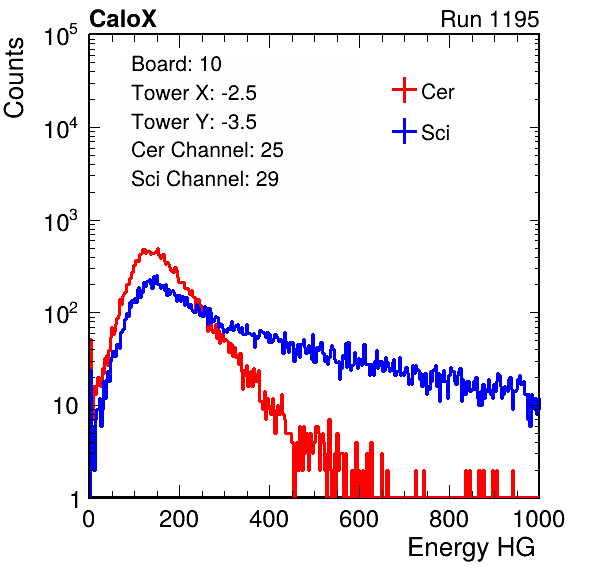 CaloX Run 1195
Counts
10^5
10^4
10^3
10^2
10
1
Board: 10
Tower X: -2.5
Tower Y: -3.5
Cer Channel: 25
Sci Channel: 29
Cer
Sci
0 200 400 600 800 1000
Energy HG